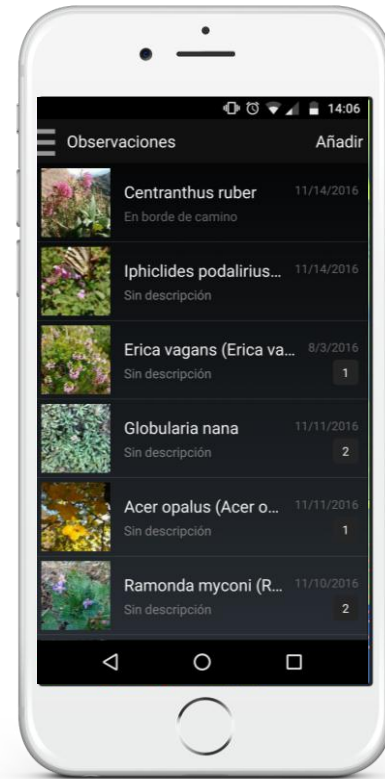 14:06
Observaciones Añadir
Centranthus ruber 11/14/2016
En borde de camino
Iphiclides podalirius... 11/14/2016
Sin descripción
Erica vagans (Erica va... 8/3/2016
Sin descripción 1
Globularia nana 11/11/2016
Sin descripción 2
Acer opalus (Acer o... 11/11/2016
Sin descripción 1
Ramonda myconi (R... 11/10/2016
Sin descripción 2